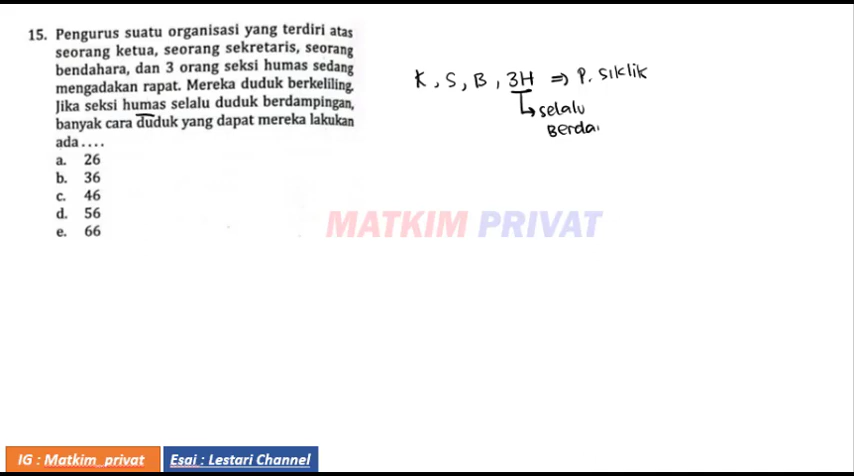 15. Pengurus suatu organisasi yang terdiri atas
seorang ketua, seorang sekretaris, seorang
bendahara, dan 3 orang seksi humas sedang
mengadakan rapat. Mereka duduk berkeliling.
Jika seksi humas selalu duduk berdampingan,
banyak cara duduk yang dapat mereka lakukan
ada ....
a. 26
b. 36
c. 46
d. 56
e. 66
K, S, B, 3H ⇒ P. siklik
↳ selalu
Berda
MATKIM PRIVAT
IG : Matkim_privat
Esai : Lestari Channel